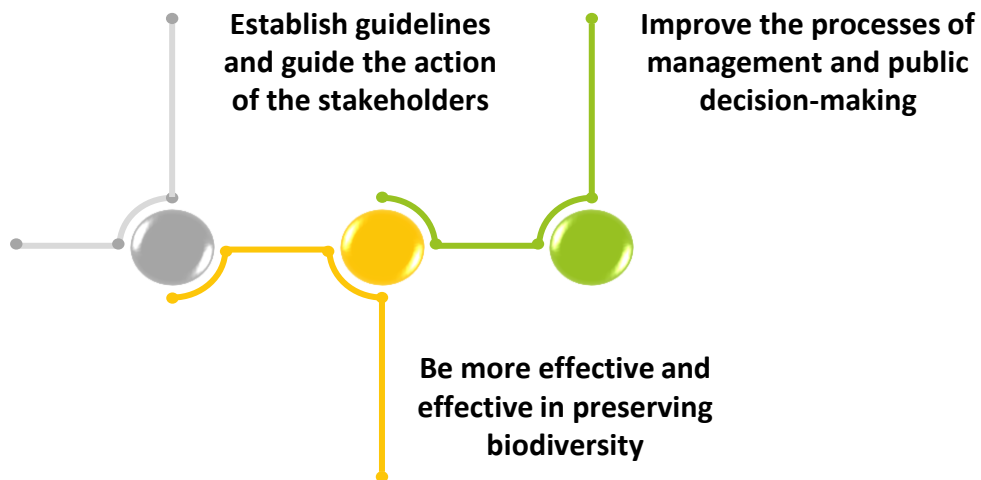 Establish guidelines
and guide the action
of the stakeholders
Improve the processes of
management and public
decision-making
Be more effective and
effective in preserving
biodiversity